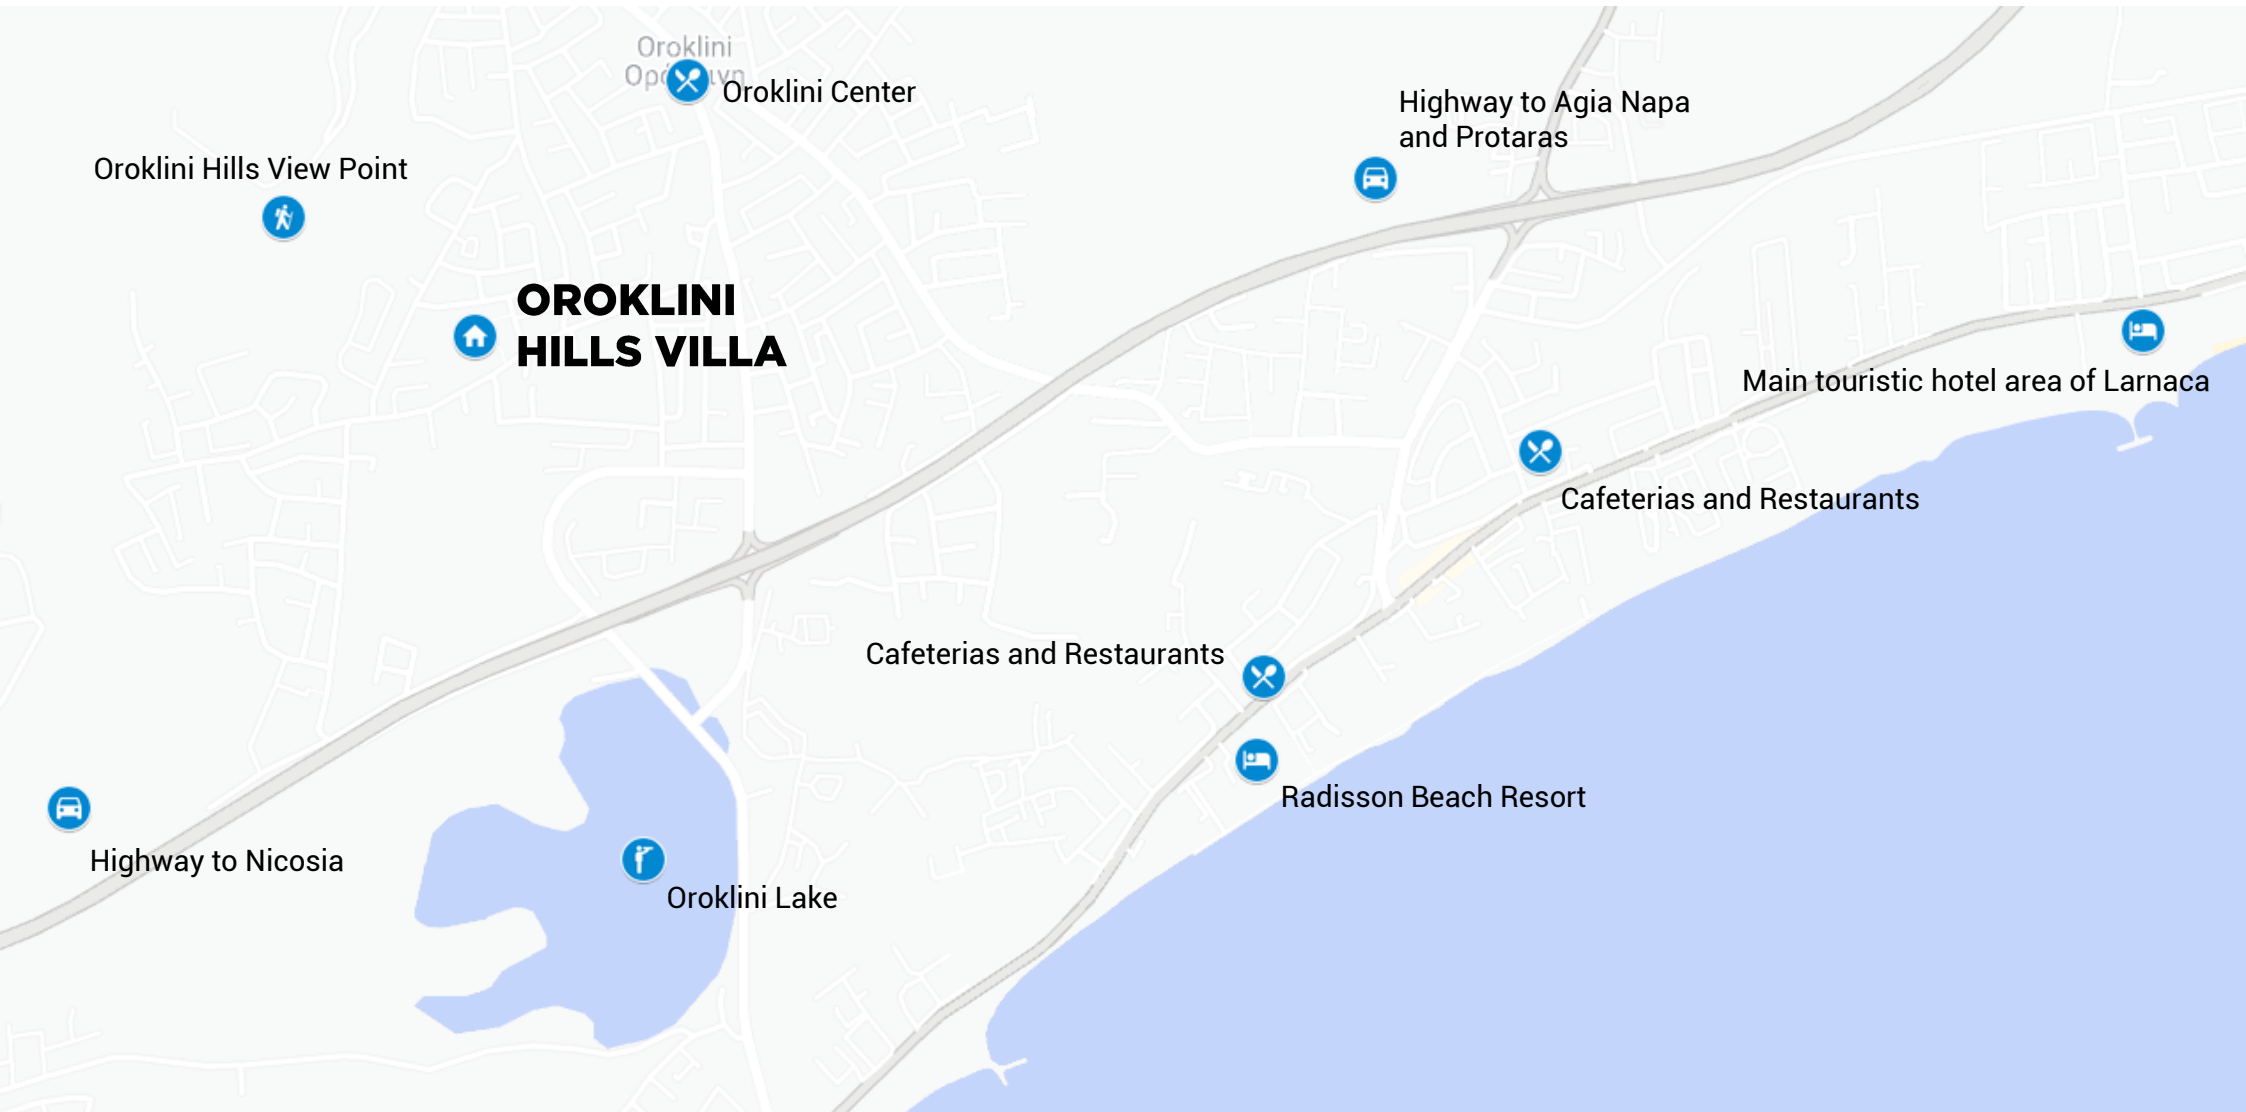 Oroklini
Oroklini Center
Highway to Agia Napa
and Protaras
Oroklini Hills View Point
OROKLINI
HILLS VILLA
Main touristic hotel area of Larnaca
Cafeterias and Restaurants
Cafeterias and Restaurants
Radisson Beach Resort
Highway to Nicosia
Oroklini Lake